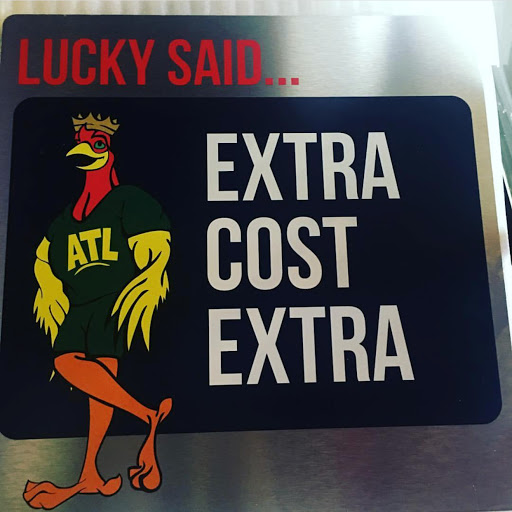 LUCKY SAID...
EXTRA
COST
EXTRA
ATL